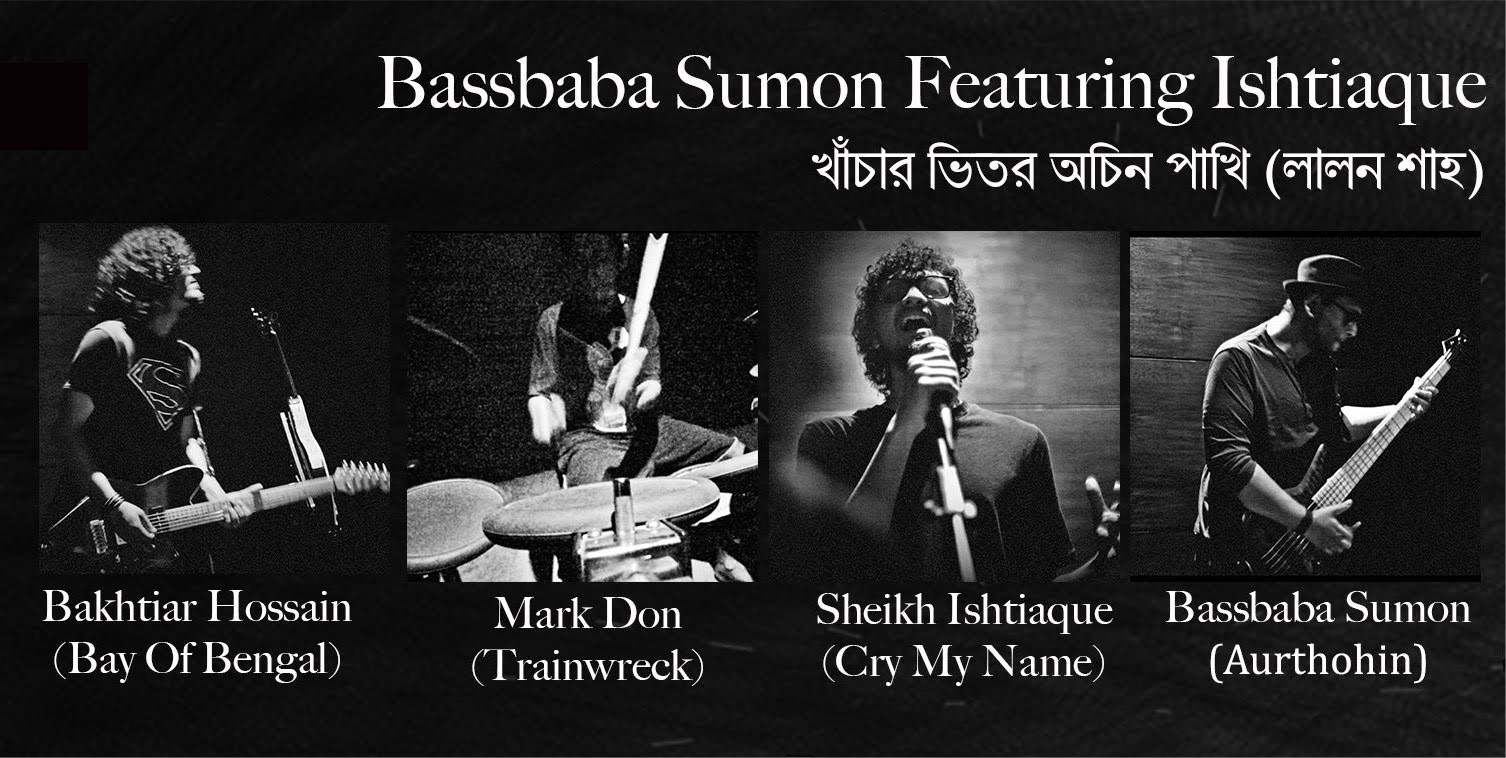 Bassbaba Sumon Featuring Ishtiaque
খাঁচার ভিতর অচিন পাখি (লালন শাহ)
Bakhtiar Hossain
(Bay Of Bengal)
Mark Don
(Trainwreck)
Sheikh Ishtiaque
(Cry My Name)
Bassbaba Sumon
(Aurthohin)